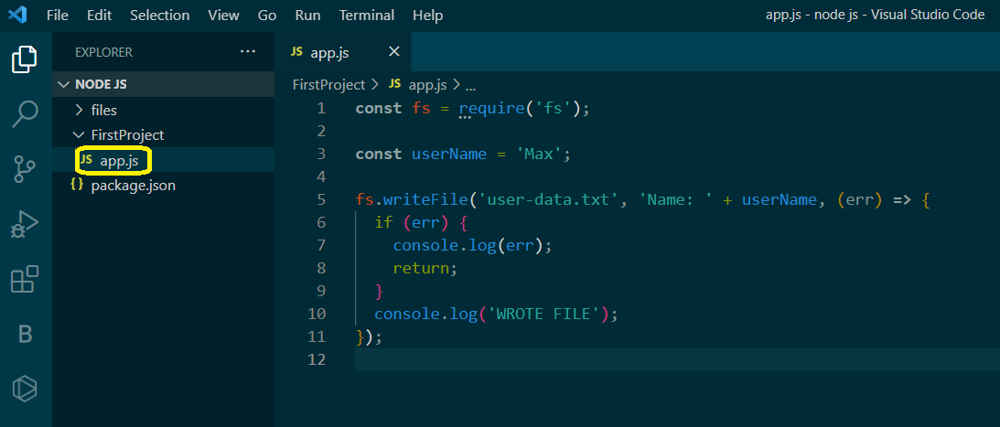 File Edit Selection View Go Run Terminal Help app.js - node js - Visual Studio Code
EXPLORER ...
NODE JS
files
FirstProject
JS app.js
{} package.json
B
JS app.js ×
FirstProject > JS app.js > ...
1 const fs = require('fs');
2
3 const userName = 'Max';
4
5 fs.writeFile('user-data.txt', 'Name: ' + userName, (err) => {
6   if (err) {
7     console.log(err);
8     return;
9   }
10   console.log('WROTE FILE');
11 });
12